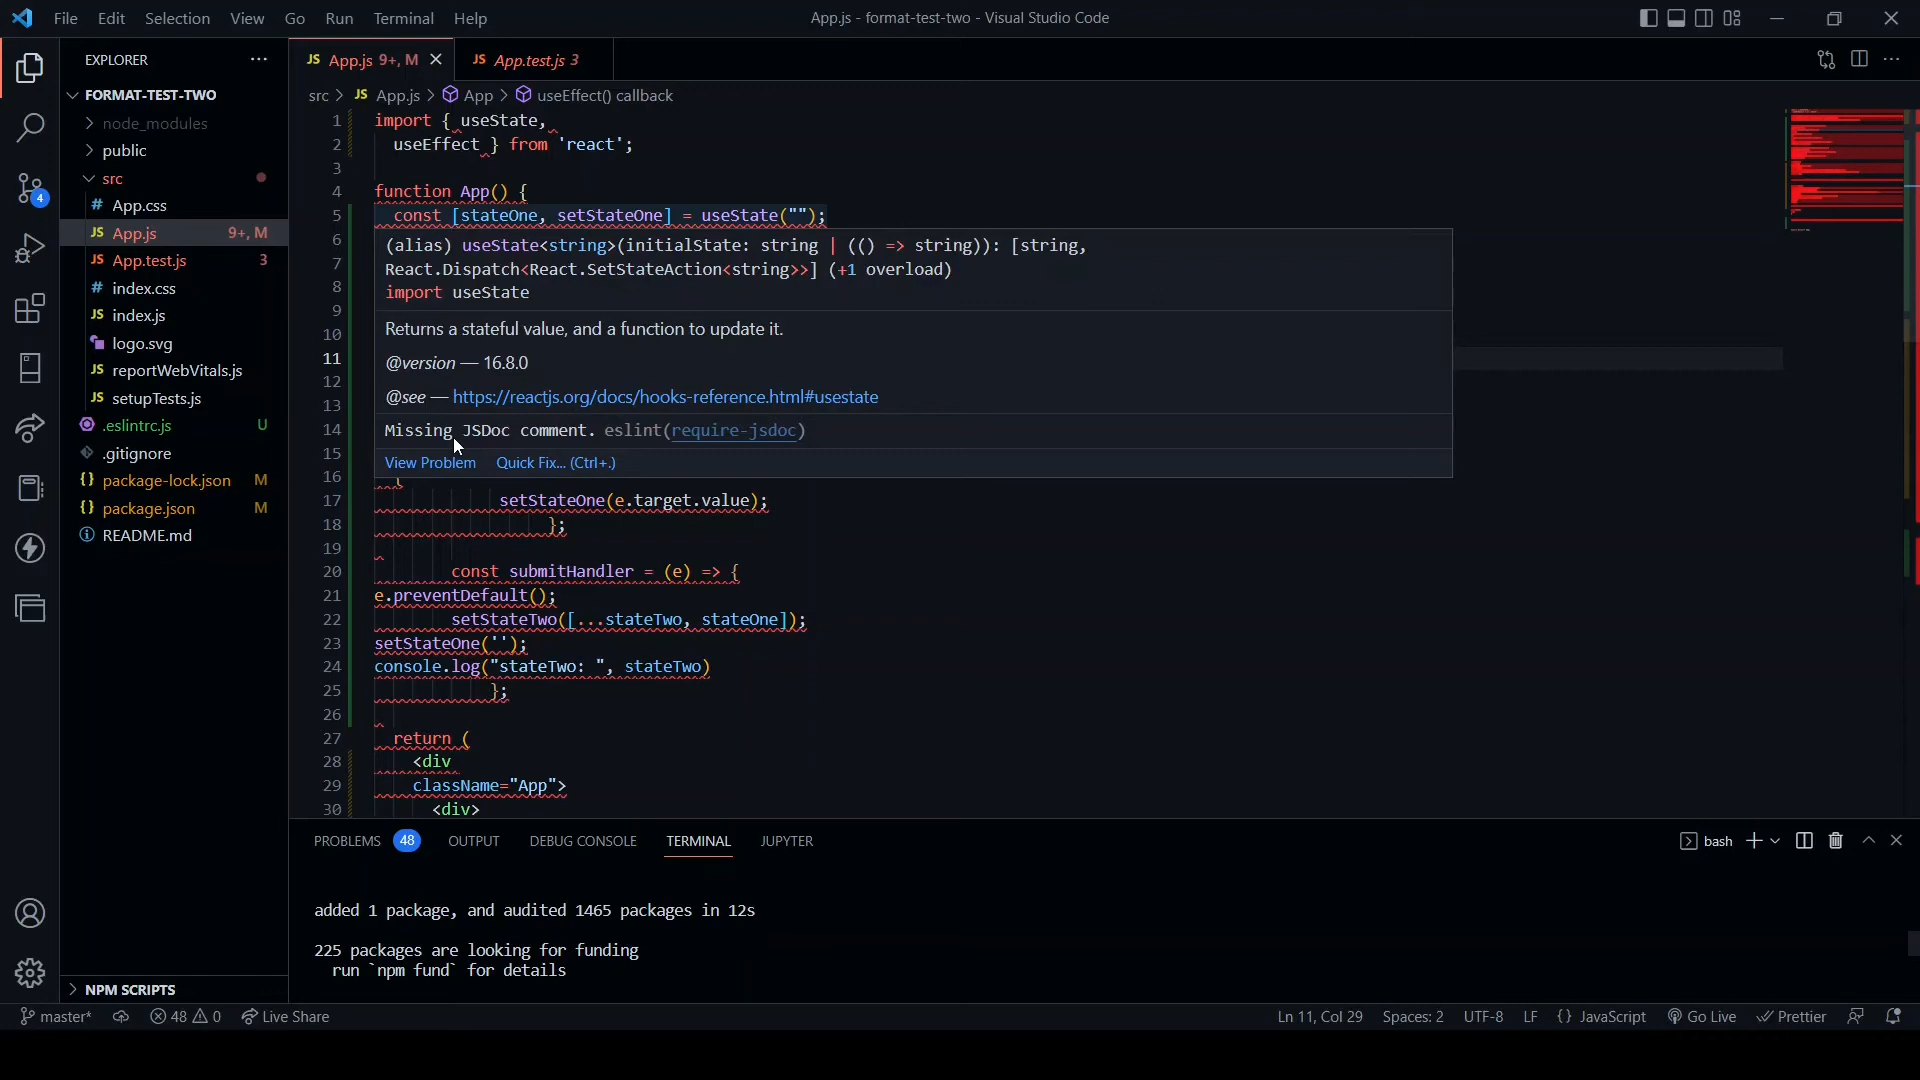 File Edit Selection View Go Run Terminal Help
App.js - format-test-two - Visual Studio Code
EXPLORER
FORMAT-TEST-TWO
node_modules
public
src
# App.css
JS App.js 9+, M
JS App.test.js 3
# index.css
JS index.js
logo.svg
JS reportWebVitals.js
JS setupTests.js
.eslintrc.js U
.gitignore
{} package-lock.json M
{} package.json M
README.md
NPM SCRIPTS
4
JS App.js 9+, M
JS App.test.js 3
src > JS App.js > App > useEffect() callback
1 import { useState,
2 useEffect } from 'react';
3
4 function App() {
5 const [stateOne, setStateOne] = useState("");
6
7
8
9
10
11
12
13
14
15
16 {
17 setStateOne(e.target.value);
18 };
19
20 const submitHandler = (e) => {
21 e.preventDefault();
22 setStateTwo([...stateTwo, stateOne]);
23 setStateOne('');
24 console.log("stateTwo: ", stateTwo)
25 };
26
27 return (
28 <div
29 className="App">
30 <div>
(alias) useState<string>(initialState: string | (() => string)): [string,
React.Dispatch<React.SetStateAction<string>>] (+1 overload)
import useState
Returns a stateful value, and a function to update it.
@version — 16.8.0
@see — https://reactjs.org/docs/hooks-reference.html#usestate
Missing JSDoc comment. eslint(require-jsdoc)
View Problem Quick Fix... (Ctrl+.)
PROBLEMS 48 OUTPUT DEBUG CONSOLE TERMINAL JUPYTER
bash
added 1 package, and audited 1465 packages in 12s
225 packages are looking for funding
run `npm fund` for details
master* 48 0 Live Share
Ln 11, Col 29 Spaces: 2 UTF-8 LF {} JavaScript Go Live Prettier